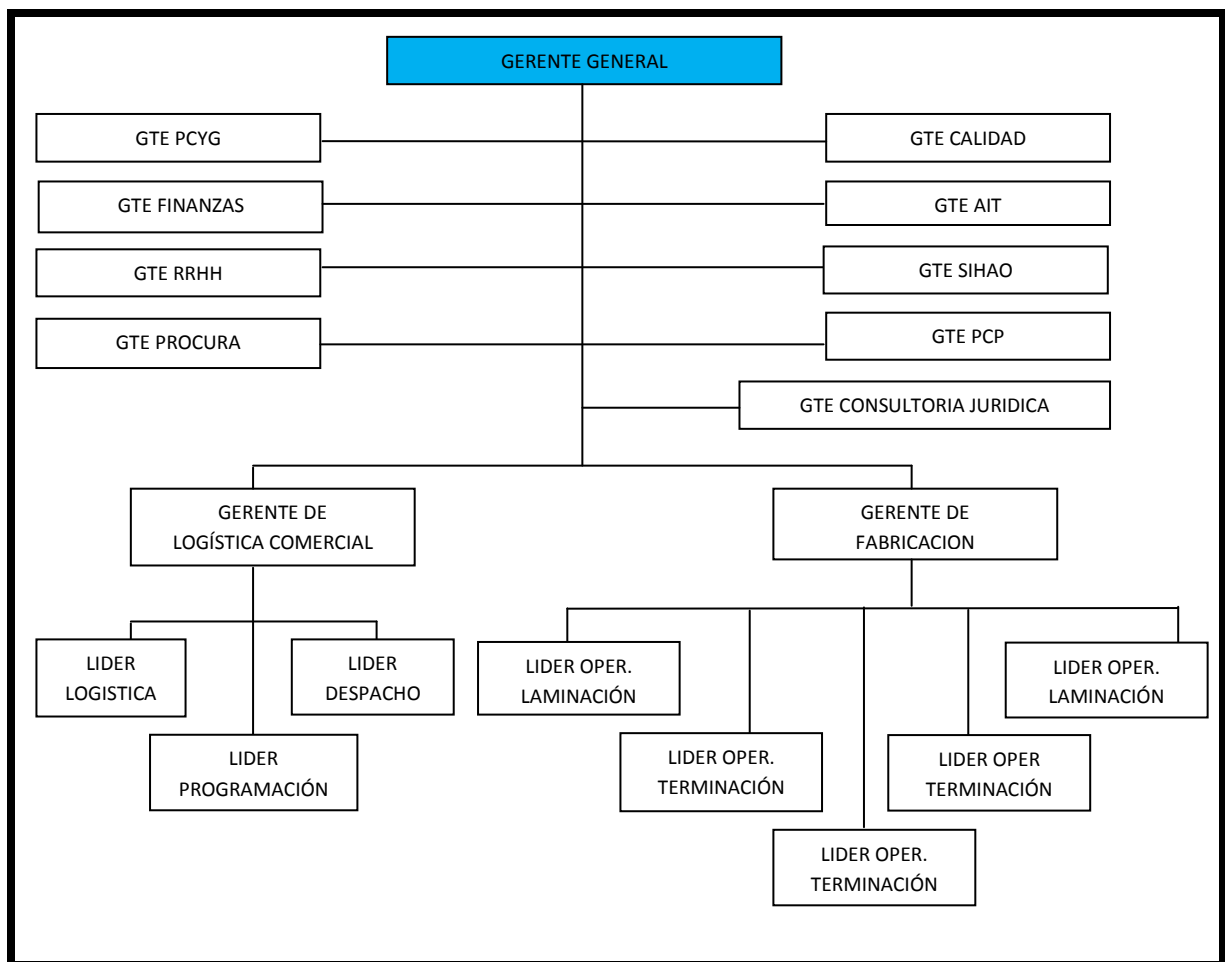 GERENTE GENERAL
GTE PCYG
GTE CALIDAD
GTE FINANZAS
GTE AIT
GTE RRHH
GTE SIHAO
GTE PROCURA
GTE PCP
GTE CONSULTORIA JURIDICA
GERENTE DE
LOGÍSTICA COMERCIAL
GERENTE DE
FABRICACION
LIDER
LOGISTICA
LIDER
DESPACHO
LIDER OPER.
LAMINACIÓN
LIDER OPER.
LAMINACIÓN
LIDER
PROGRAMACIÓN
LIDER OPER.
TERMINACIÓN
LIDER OPER
TERMINACIÓN
LIDER OPER.
TERMINACIÓN